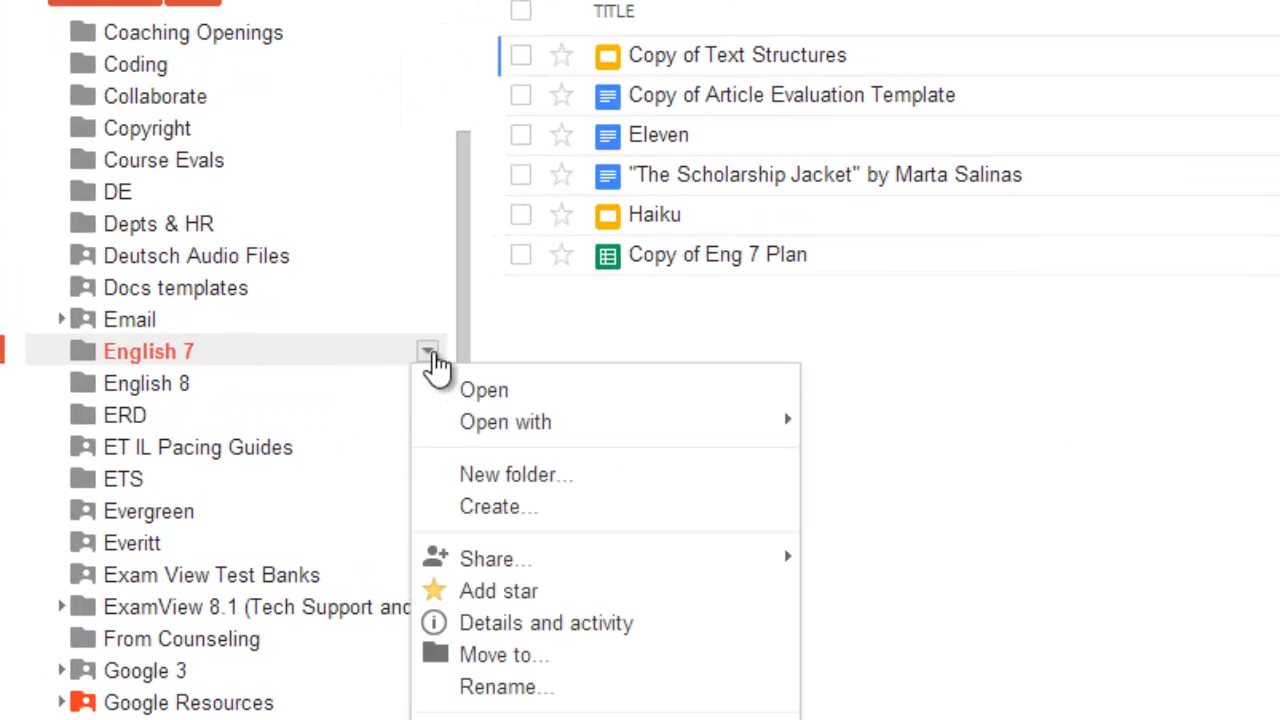 Coaching Openings
Coding
Collaborate
Copyright
Course Evals
DE
Depts & HR
Deutsch Audio Files
Docs templates
Email
English 7
English 8
ERD
ET IL Pacing Guides
ETS
Evergreen
Everitt
Exam View Test Banks
ExamView 8.1 (Tech Support and
From Counseling
Google 3
Google Resources
TITLE
Copy of Text Structures
Copy of Article Evaluation Template
Eleven
"The Scholarship Jacket" by Marta Salinas
Haiku
Copy of Eng 7 Plan
Open
Open with
New folder...
Create...
Share...
Add star
Details and activity
Move to...
Rename...